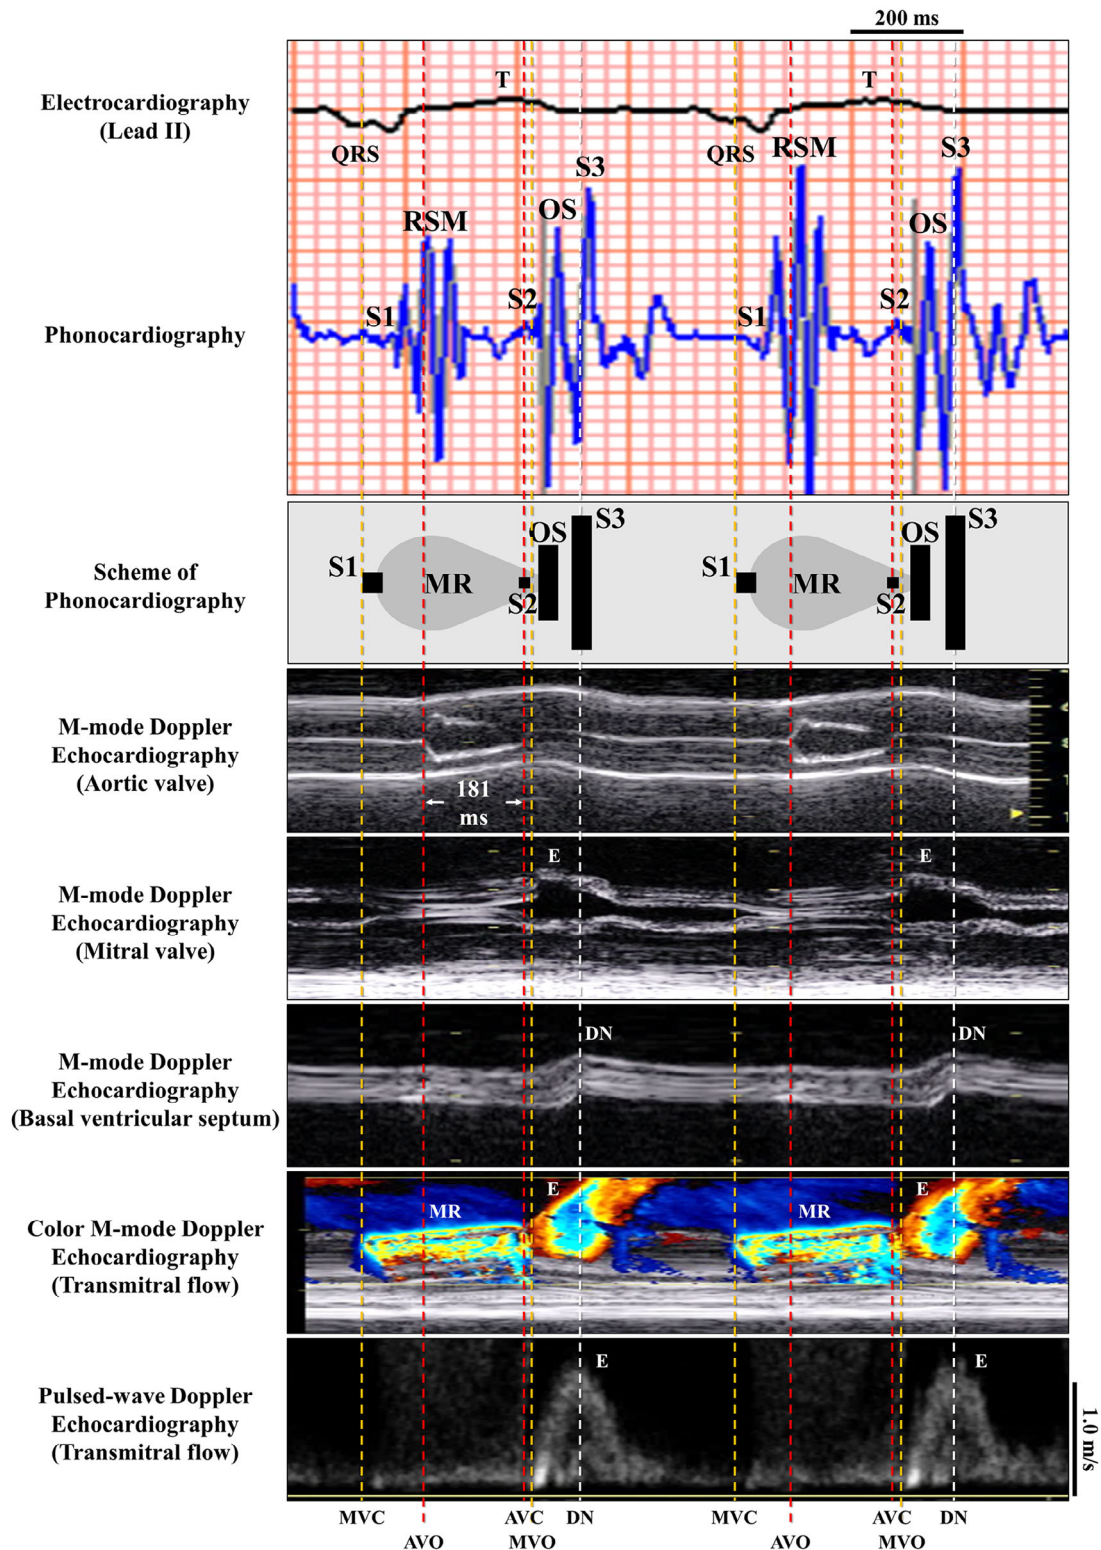 200 ms
Electrocardiography
(Lead II)
T
T
QRS
QRS
RSM
S3
S3
RSM
OS
OS
S1
S2
S1
S2
Phonocardiography
Scheme of
Phonocardiography
S1
MR
S2
OS
S3
S1
MR
S2
OS
S3
M-mode Doppler
Echocardiography
(Aortic valve)
181
ms
M-mode Doppler
Echocardiography
(Mitral valve)
E
E
M-mode Doppler
Echocardiography
(Basal ventricular septum)
DN
DN
Color M-mode Doppler
Echocardiography
(Transmitral flow)
MR
E
MR
E
Pulsed-wave Doppler
Echocardiography
(Transmitral flow)
E
E
1.0 m/s
MVC AVC DN MVC AVC DN
AVO MVO AVO MVO